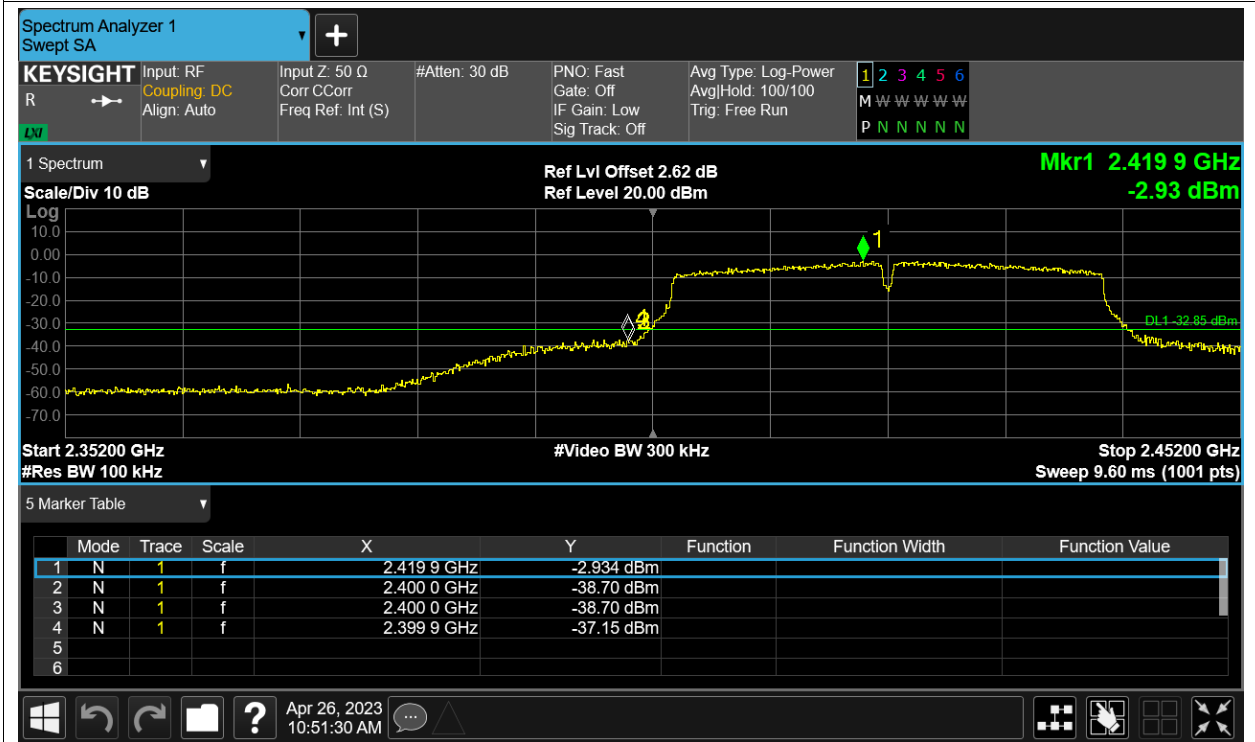 Spectrum Analyzer 1
Swept SA
+
KEYSIGHT Input: RF Input Z: 50 Ω #Atten: 30 dB PNO: Fast Avg Type: Log-Power 1 2 3 4 5 6
R Coupling: DC Corr CCorr Gate: Off Avg|Hold: 100/100 M W W W W W
Align: Auto Freq Ref: Int (S) IF Gain: Low Trig: Free Run
LXI Sig Track: Off P N N N N N
1 Spectrum Ref Lvl Offset 2.62 dB Mkr1 2.419 9 GHz
Scale/Div 10 dB Ref Level 20.00 dBm -2.93 dBm
Log
10.0
1
0.00
-10.0
-20.0
-30.0 DL1 -32.85 dBm
-40.0
-50.0
-60.0
-70.0
Start 2.35200 GHz #Video BW 300 kHz Stop 2.45200 GHz
#Res BW 100 kHz Sweep 9.60 ms (1001 pts)
5 Marker Table
Mode Trace Scale X Y Function Function Width Function Value
1 N 1 f 2.419 9 GHz -2.934 dBm
2 N 1 f 2.400 0 GHz -38.70 dBm
3 N 1 f 2.400 0 GHz -38.70 dBm
4 N 1 f 2.399 9 GHz -37.15 dBm
5
6
? Apr 26, 2023
10:51:30 AM